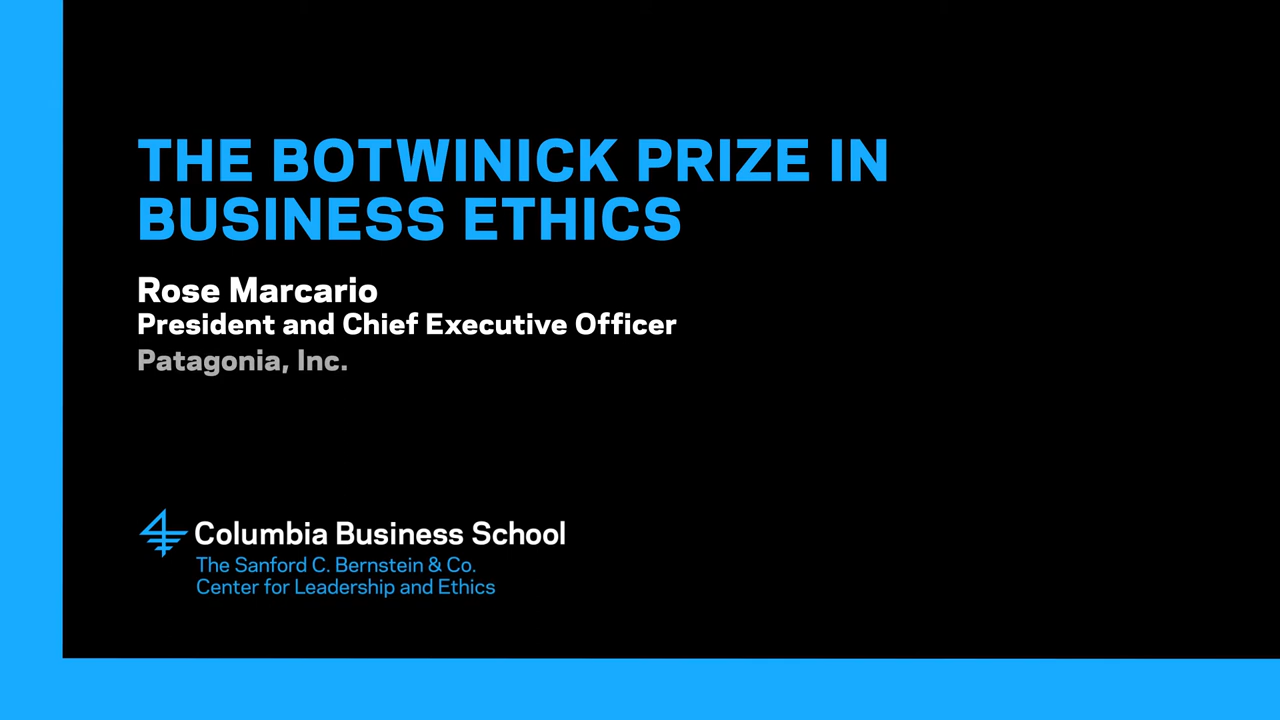 THE BOTWINICK PRIZE IN
BUSINESS ETHICS
Rose Marcario
President and Chief Executive Officer
Patagonia, Inc.
Columbia Business School
The Sanford C. Bernstein & Co.
Center for Leadership and Ethics